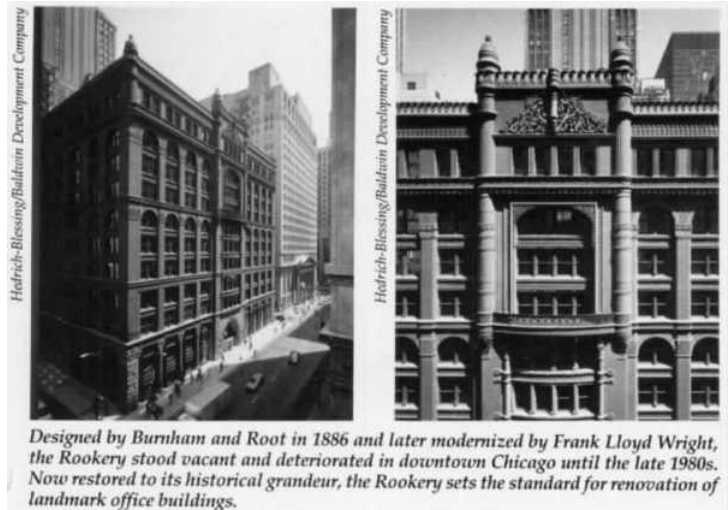 Hedrich-Blessing/Baldwin Development Company
Hedrich-Blessing/Baldwin Development Company
Designed by Burnham and Root in 1886 and later modernized by Frank Lloyd Wright,
the Rookery stood vacant and deteriorated in downtown Chicago until the late 1980s.
Now restored to its historical grandeur, the Rookery sets the standard for renovation of
landmark office buildings.